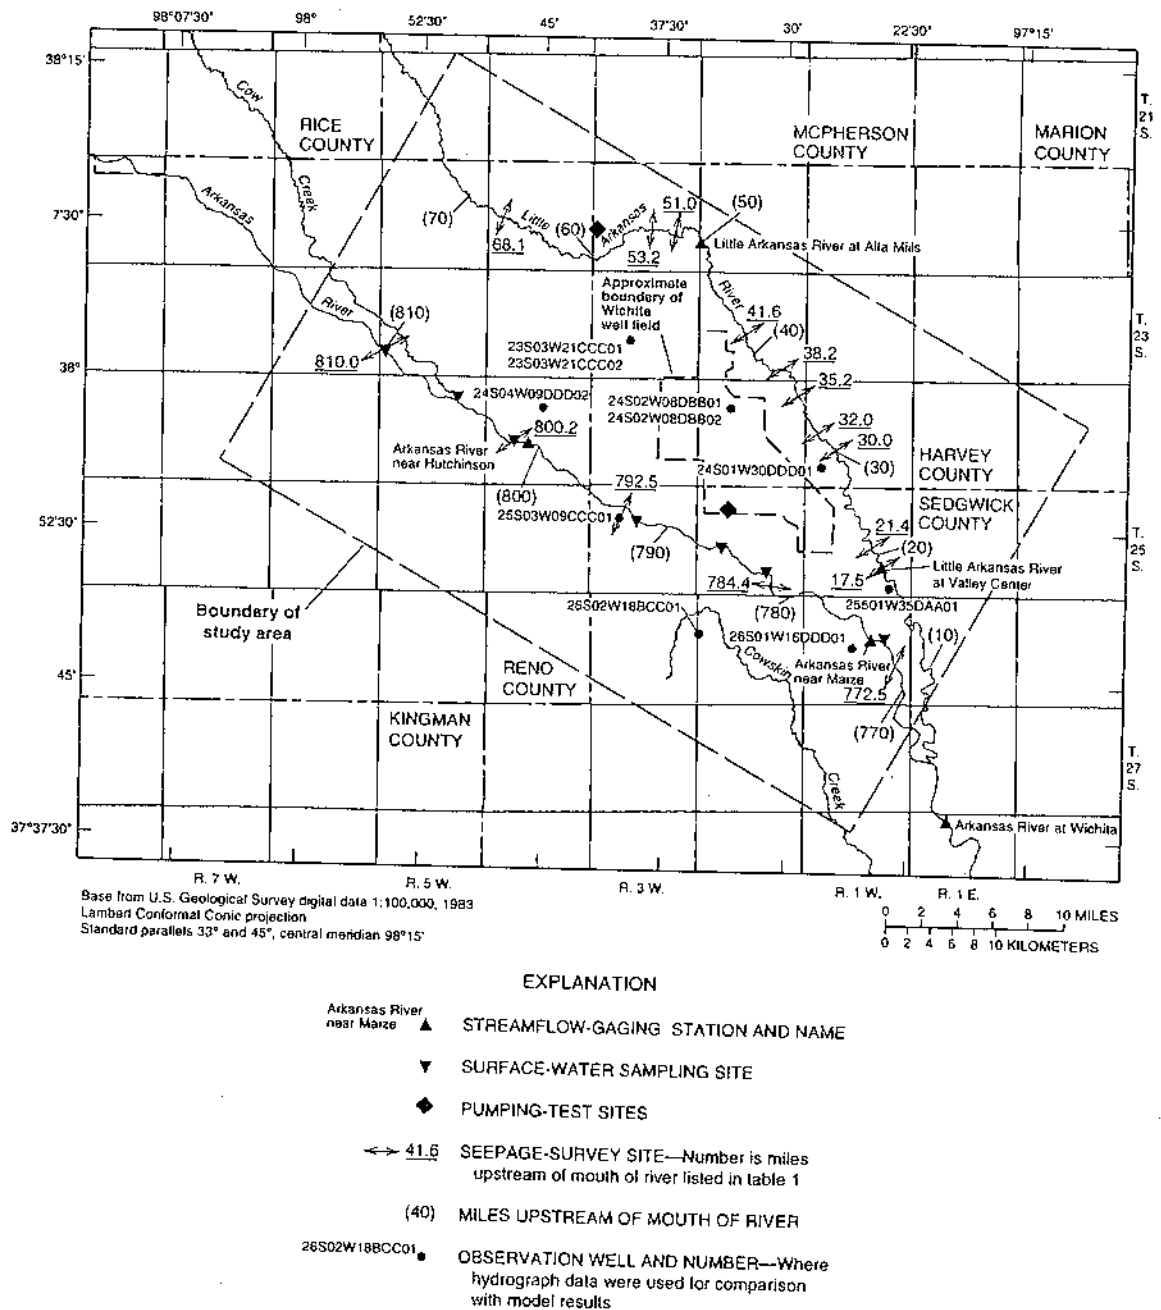 98°07'30"
98°
52'30"
45'
37'30"
30'
22'30"
97°15'
38°15'
7'30"
38°
52'30"
45'
37°37'30"
T. 21 S.
T. 23 S.
T. 25 S.
T. 27 S.
Cow
Creek
RICE
COUNTY
MCPHERSON
COUNTY
MARION
COUNTY
Arkansas
River
(70)
68.1
Little
(60)
Arkansas
53.2
51.0
(50)
Little Arkansas River at Alta Mills
River
Approximate
boundary of
Wichita
well field
(810)
810.0
23S03W21CCC01
23S03W21CCC02
41.6
(40)
38.2
35.2
24S04W09DDD02
24S02W08DBB01
24S02W08DBB02
800.2
Arkansas River
near Hutchinson
32.0
30.0
(30)
24S01W30DDD01
HARVEY
COUNTY
SEDGWICK
COUNTY
(800)
792.5
25S03W09CCC01
(790)
21.4
(20)
17.5
Little Arkansas River
at Valley Center
784.4
(780)
25501W35DAA01
Boundary of
study area
26S02W18BCC01
26S01W16DDD01
(10)
Arkansas River
near Maize
Cowskin
Creek
772.5
(770)
RENO
COUNTY
KINGMAN
COUNTY
Arkansas River at Wichita
R. 7 W.
R. 5 W.
R. 3 W.
R. 1 W.
R. 1 E.
Base from U.S. Geological Survey digital data 1:100,000, 1983
Lambert Conformal Conic projection
Standard parallels 33° and 45°, central meridian 98°15'
0 2 4 6 8 10 MILES
0 2 4 6 8 10 KILOMETERS
EXPLANATION
Arkansas River
near Maize
STREAMFLOW-GAGING STATION AND NAME
SURFACE-WATER SAMPLING SITE
PUMPING-TEST SITES
41.6 SEEPAGE-SURVEY SITE—Number is miles
upstream of mouth of river listed in table 1
(40) MILES UPSTREAM OF MOUTH OF RIVER
26S02W18BCC01 OBSERVATION WELL AND NUMBER—Where
hydrograph data were used for comparison
with model results